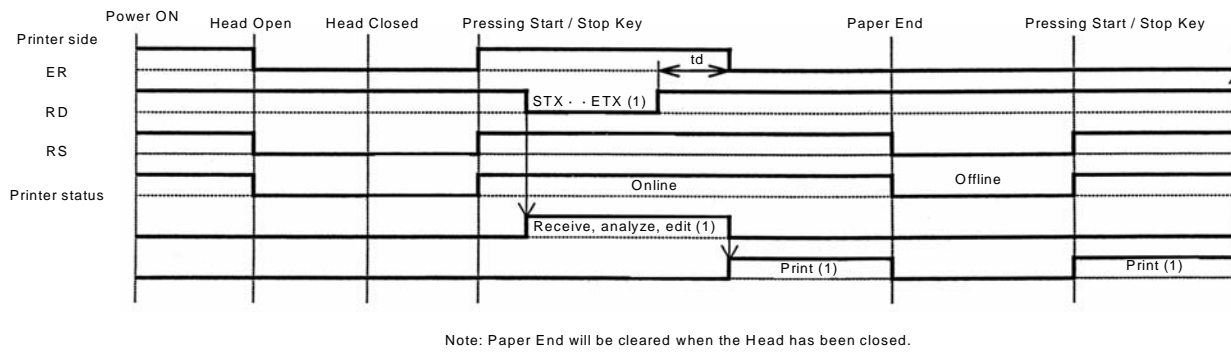 Power ON
Head Open
Head Closed
Pressing Start / Stop Key
Paper End
Pressing Start / Stop Key
Printer side
ER
td
RD
STX · · ETX (1)
RS
Printer status
Online
Offline
Receive, analyze, edit (1)
Print (1)
Print (1)
Note: Paper End will be cleared when the Head has been closed.